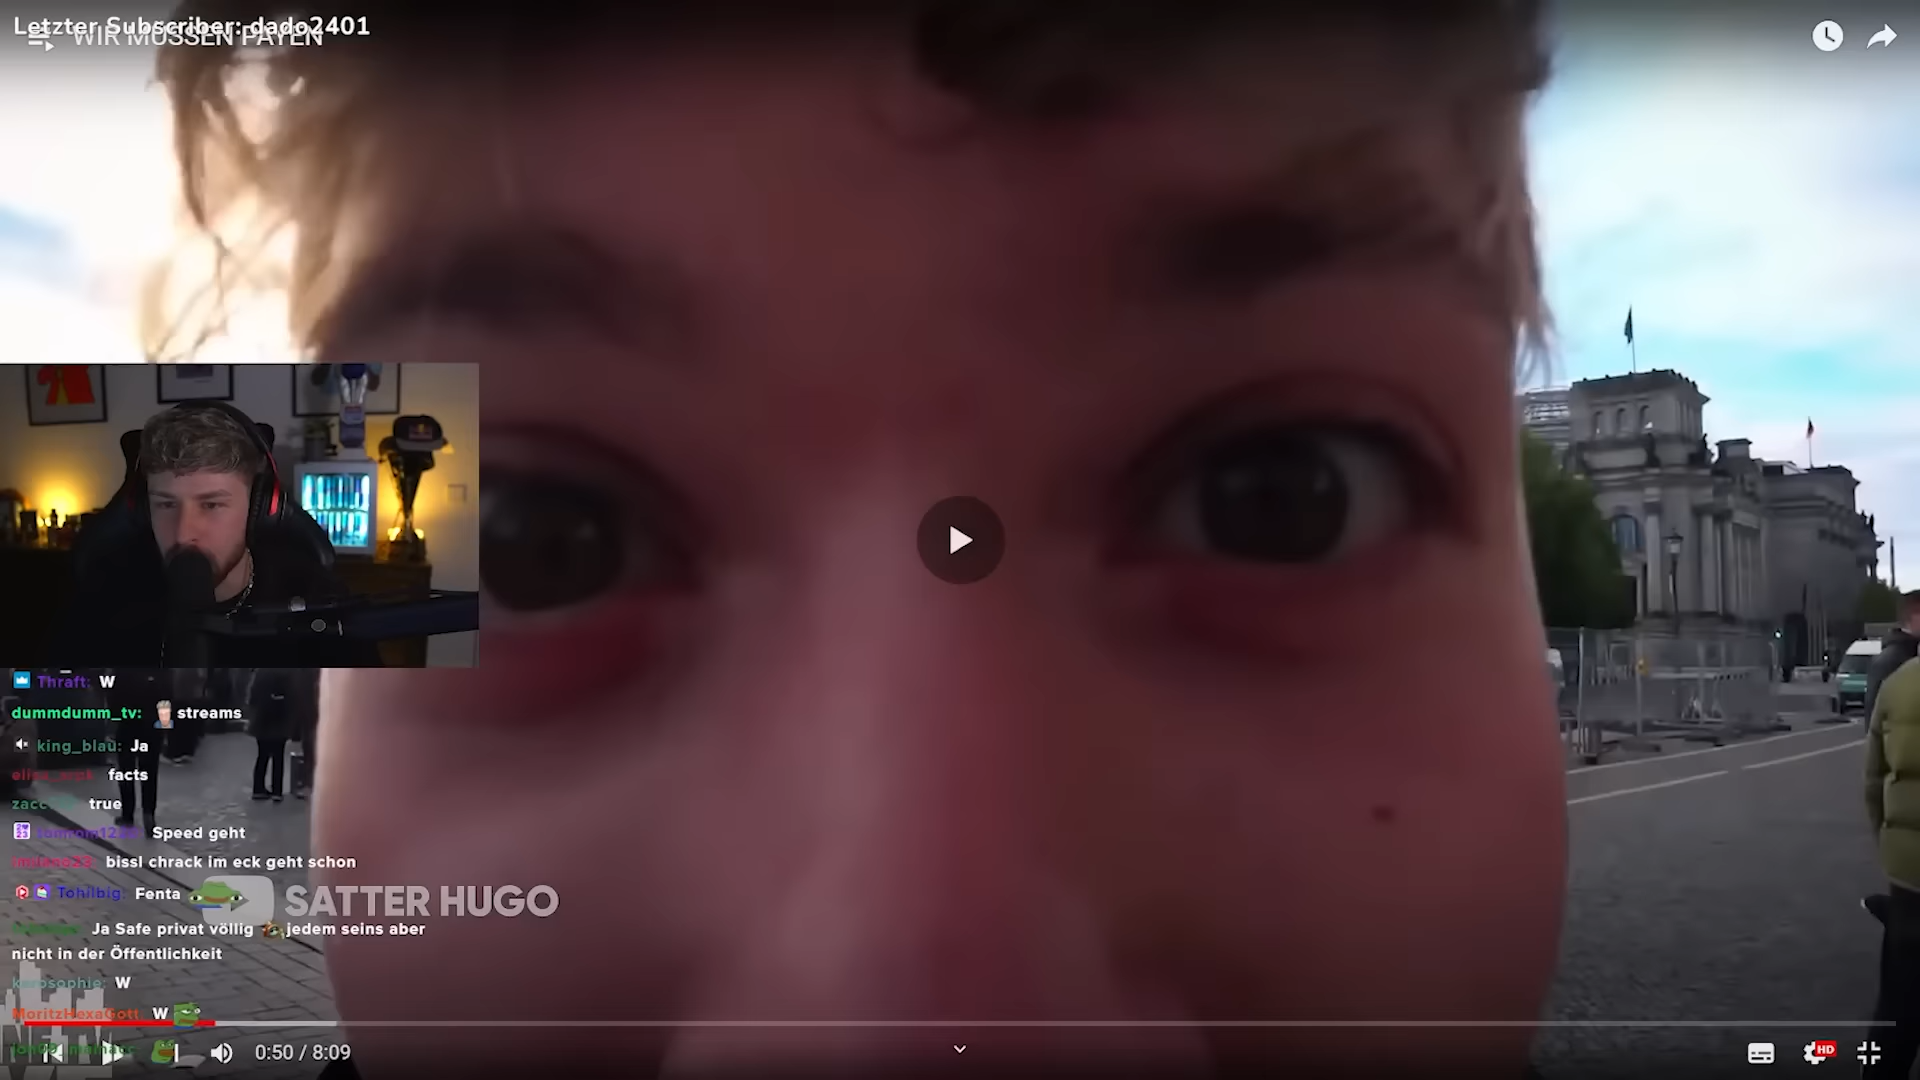 Letzter Subscriber: dado2401
WIR MÜSSEN PAYEN
Thraft: W
dummdumm_tv: streams
king_blau: Ja
facts
true
Speed geht
bissl chrack im eck geht schon
Tohilbig: Fenta
SATTER HUGO
Ja Safe privat völlig jedem seins aber
nicht in der Öffentlichkeit
W
MoritzHexaGott: W
0:50 / 8:09
HD